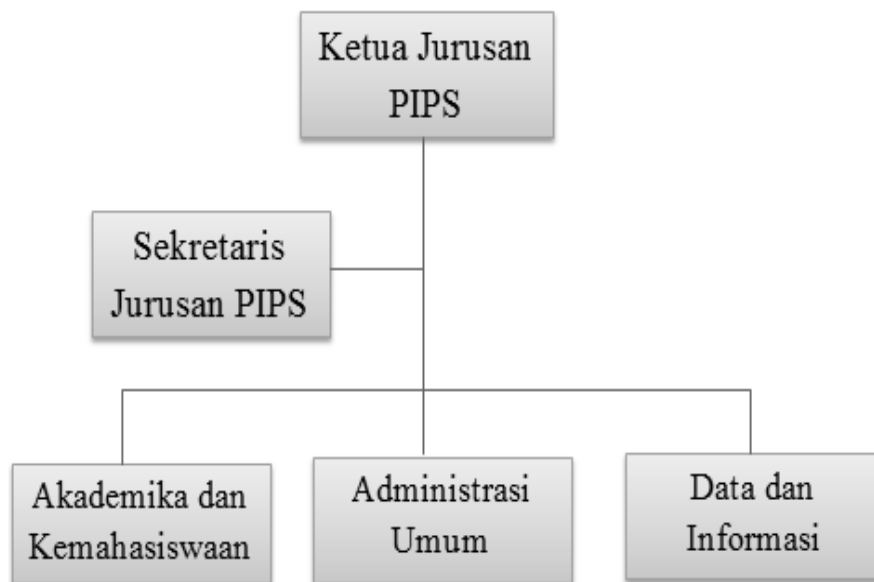 Ketua Jurusan
PIPS
Sekretaris
Jurusan PIPS
Akademika dan
Kemahasiswaan
Administrasi
Umum
Data dan
Informasi